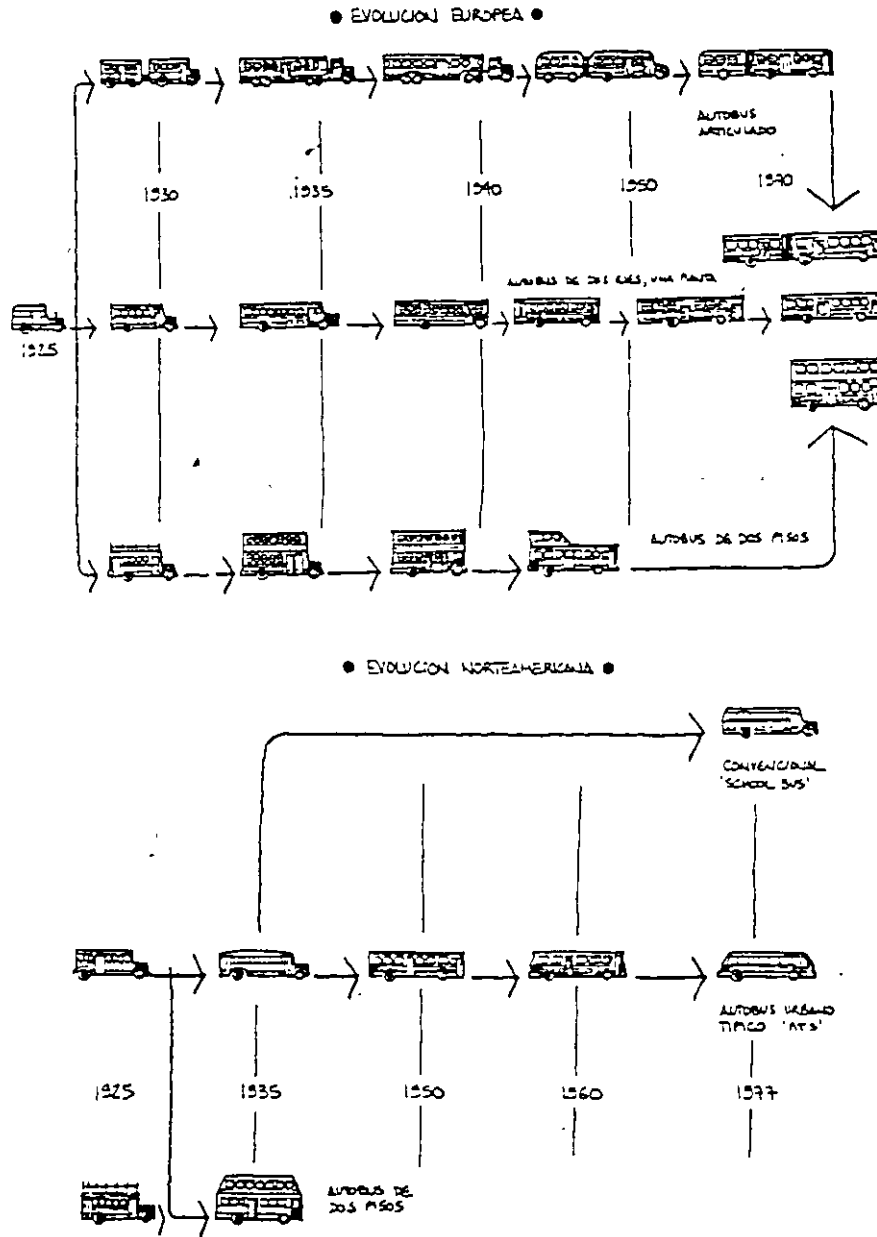 ● EVOLUCION EUROPEA ●
AUTOBUS
ARTICULADO
1930
1935
1940
1950
1970
AUTOBUS DE DOS EJES, UNA PLANTA
1925
AUTOBUS DE DOS PISOS
● EVOLUCION NORTEAMERICANA ●
CONVENCIONAL
'SCHOOL BUS'
AUTOBUS URBANO
TIPICO 'RTS'
1925
1935
1950
1960
1977
AUTOBUS DE
DOS PISOS